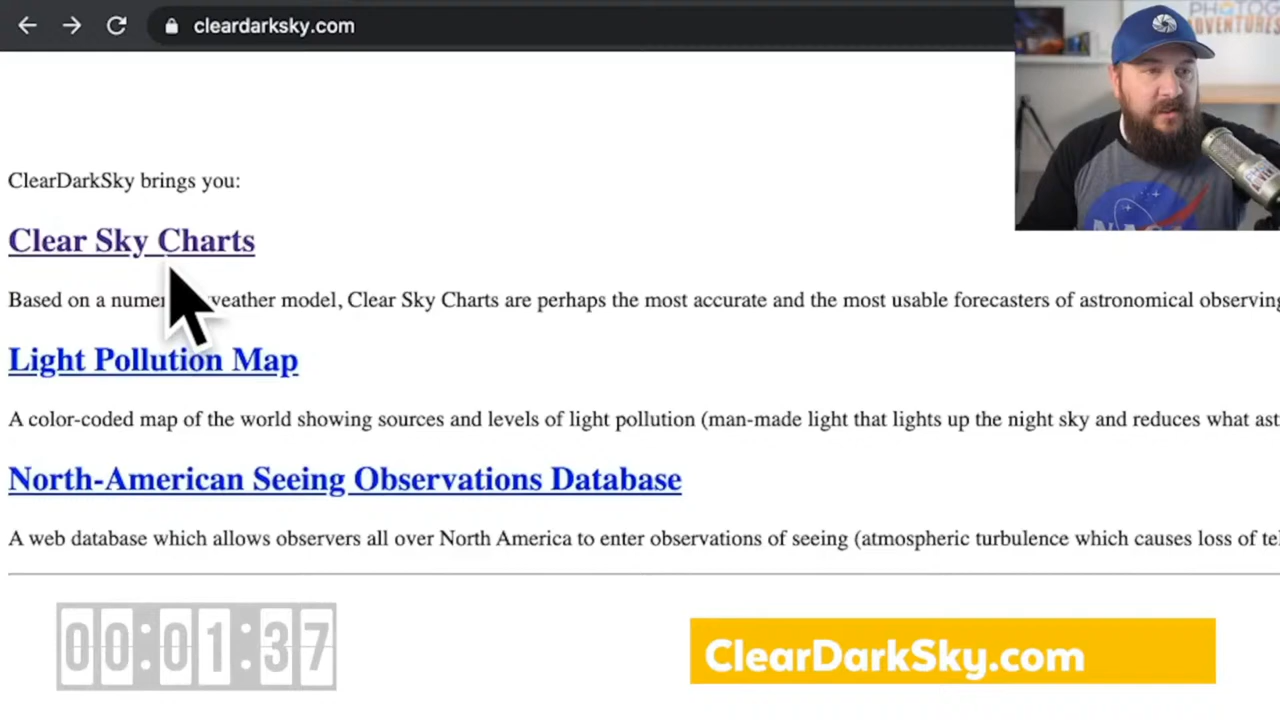 cleardarksky.com
PHOTOG
ADVENTURES
ClearDarkSky brings you:
Clear Sky Charts
Based on a weather model, Clear Sky Charts are perhaps the most accurate and the most usable forecasters of astronomical observing
Light Pollution Map
A color-coded map of the world showing sources and levels of light pollution (man-made light that lights up the night sky and reduces what ast
North-American Seeing Observations Database
A web database which allows observers all over North America to enter observations of seeing (atmospheric turbulence which causes loss of te
NASA
00:01:37
ClearDarkSky.com